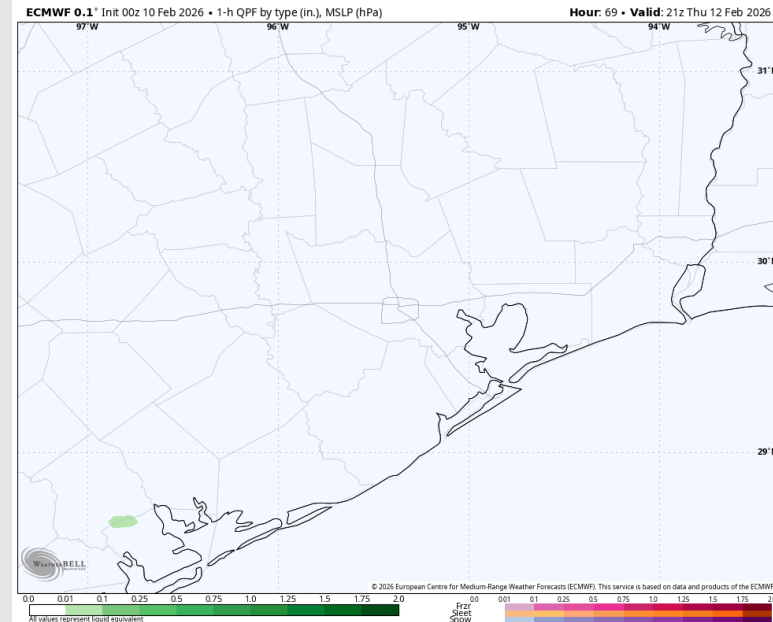 ECMWF 0.1° Init 00z 10 Feb 2026 • 1-h QPF by type (in.), MSLP (hPa)
Hour: 69 • Valid: 21z Thu 12 Feb 2026
97°W 96°W 95°W 94°W
31°N
30°N
29°N
WEATHERBELL
© 2026 European Centre for Medium-Range Weather Forecasts (ECMWF). This service is based on data and products of the ECMWF
0.0 0.01 0.1 0.25 0.5 0.75 1.0 1.25 1.5 1.75 2.0
All values represent liquid equivalent
0.0 0.01 0.1 0.25 0.5 0.75 1.0 1.25 1.5 1.75
Frzr
Sleet
Snow